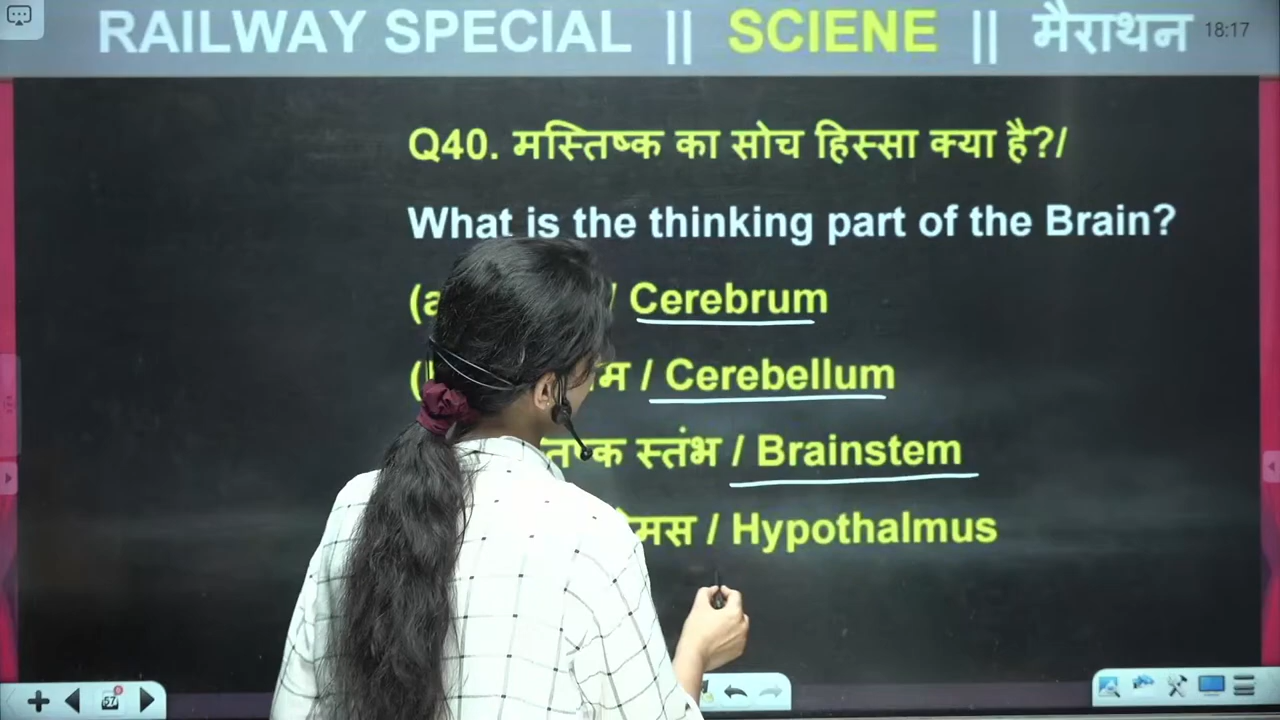 RAILWAY SPECIAL || SCIENE || मैराथन 18:17
Q40. मस्तिष्क का सोच हिस्सा क्या है?/
What is the thinking part of the Brain?
/ Cerebrum
/ Cerebellum
स्तंभ / Brainstem
/ Hypothalmus